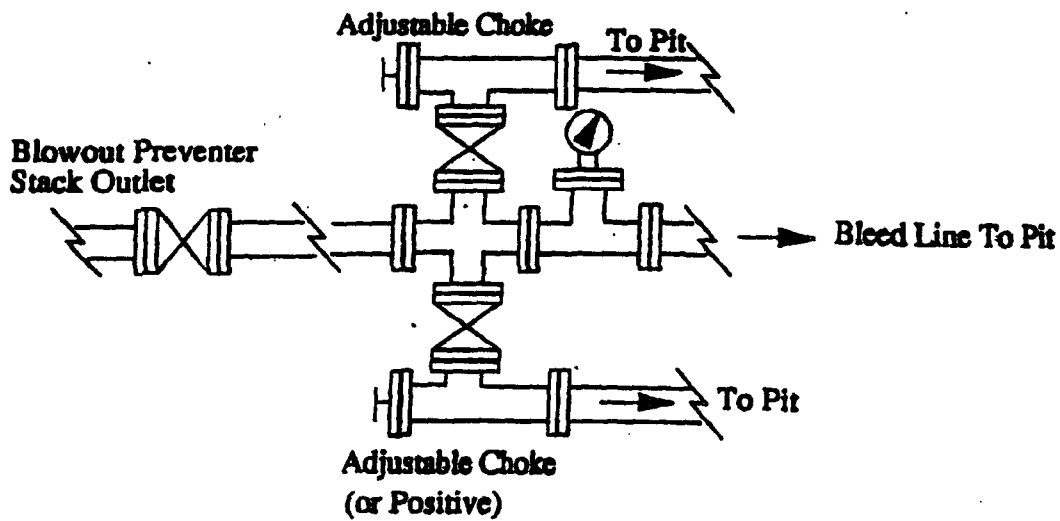 Adjustable Choke
To Pit
Blowout Preventer
Stack Outlet
Bleed Line To Pit
To Pit
Adjustable Choke
(or Positive)